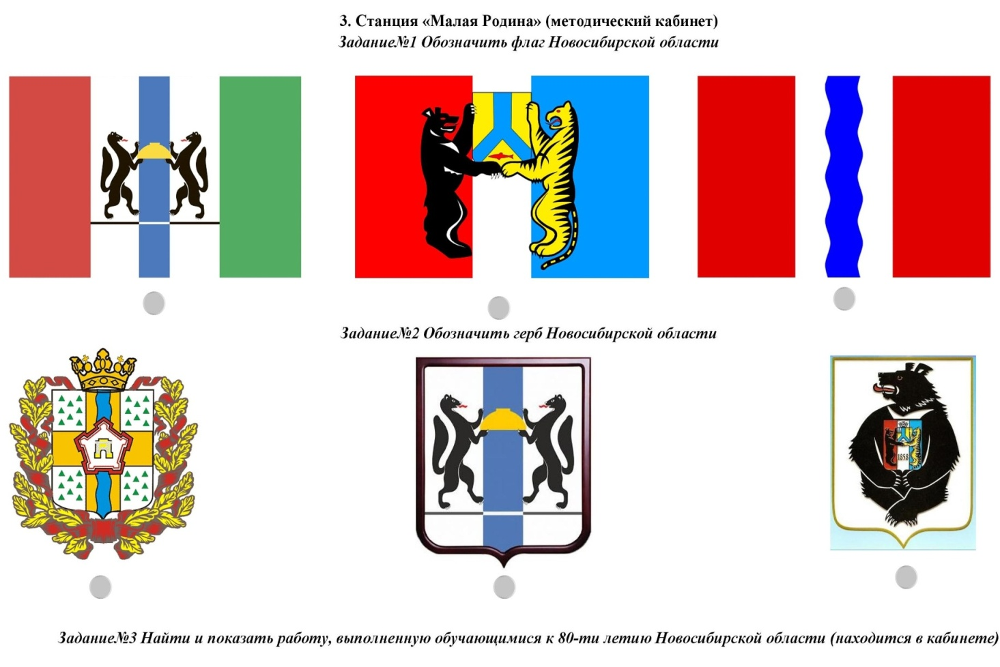 3. Станция «Малая Родина» (методический кабинет)
Задание№1 Обозначить флаг Новосибирской области
Задание№2 Обозначить герб Новосибирской области
1858
Задание№3 Найти и показать работу, выполненную обучающимися к 80-ти летию Новосибирской области (находится в кабинете)